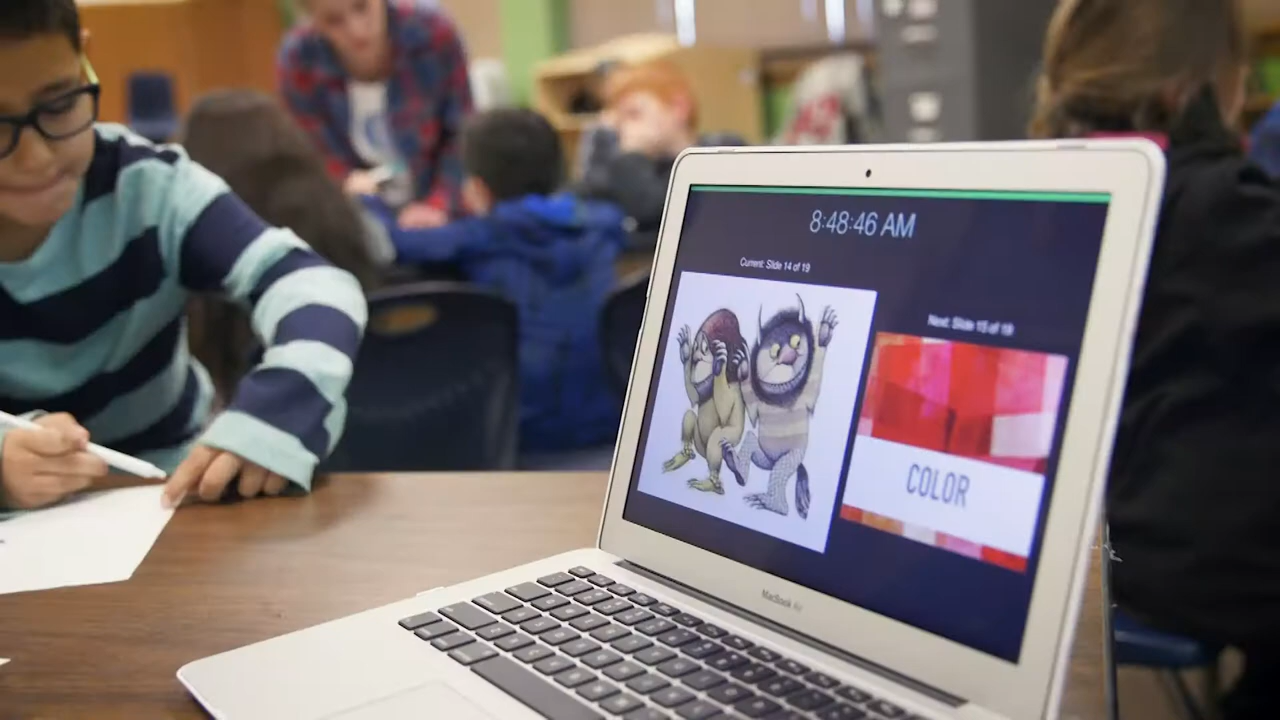 8:48:46 AM
Current: Slide 14 of 19
Next: Slide 15 of 19
COLOR
MacBook Air